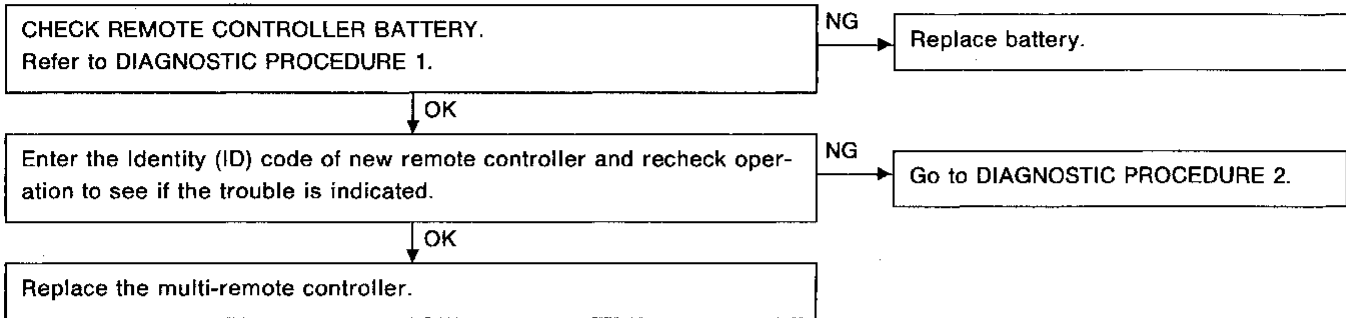 CHECK REMOTE CONTROLLER BATTERY.
Refer to DIAGNOSTIC PROCEDURE 1.
NG
Replace battery.
OK
Enter the Identity (ID) code of new remote controller and recheck oper-
ation to see if the trouble is indicated.
NG
Go to DIAGNOSTIC PROCEDURE 2.
OK
Replace the multi-remote controller.